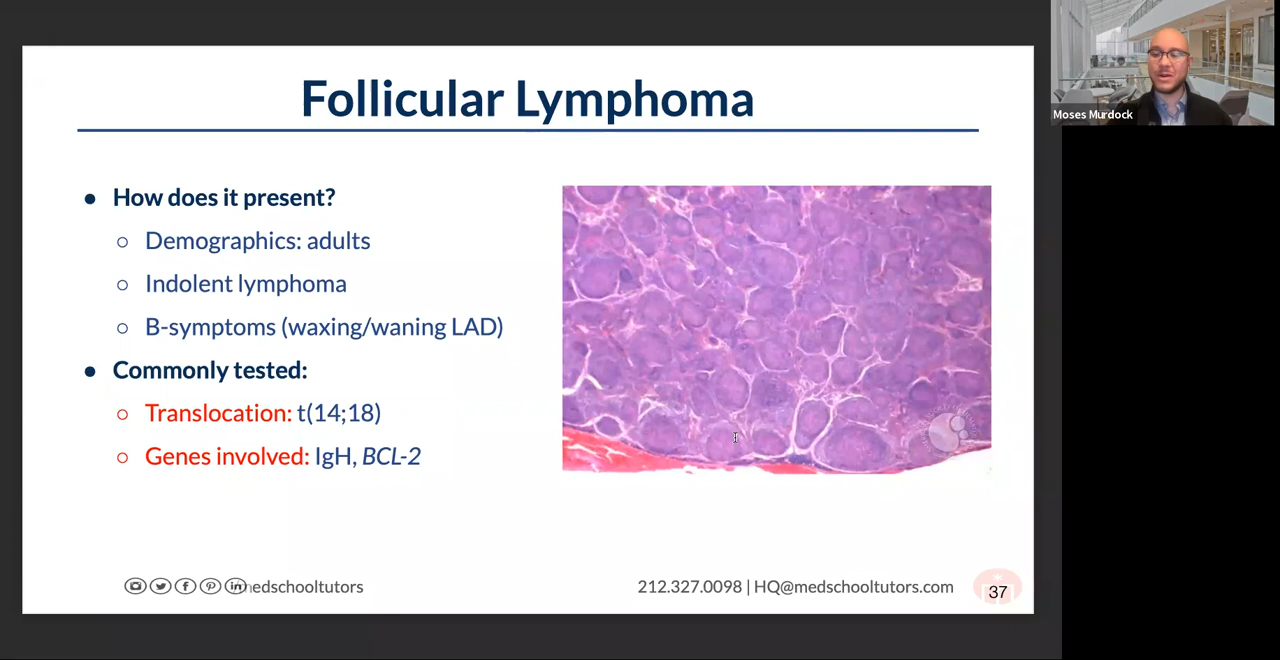 Follicular Lymphoma
● How does it present?
○ Demographics: adults
○ Indolent lymphoma
○ B-symptoms (waxing/waning LAD)
● Commonly tested:
○ Translocation: t(14;18)
○ Genes involved: IgH, BCL-2
medschooltutors
212.327.0098 | HQ@medschooltutors.com
37
Moses Murdock